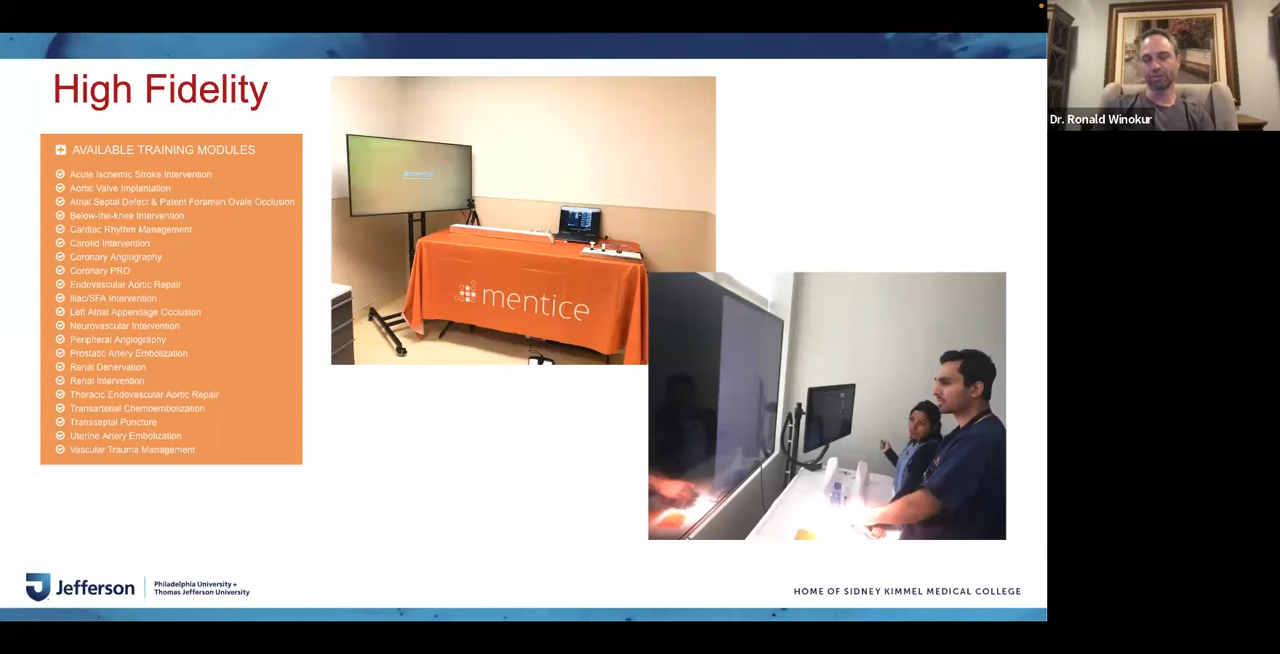 High Fidelity
AVAILABLE TRAINING MODULES
Acute Ischemic Stroke Intervention
Aortic Valve Implantation
Atrial Septal Defect & Patent Foramen Ovale Occlusion
Below-the-knee Intervention
Cardiac Rhythm Management
Carotid Intervention
Coronary Angiography
Coronary PRO
Endovascular Aortic Repair
Iliac/SFA Intervention
Left Atrial Appendage Occlusion
Neurovascular Intervention
Peripheral Angiography
Prostatic Artery Embolization
Renal Denervation
Renal Intervention
Thoracic Endovascular Aortic Repair
Transarterial Chemoembolization
Transseptal Puncture
Uterine Artery Embolization
Vascular Trauma Management
mentice
Dr. Ronald Winokur
Jefferson
Philadelphia University +
Thomas Jefferson University
HOME OF SIDNEY KIMMEL MEDICAL COLLEGE